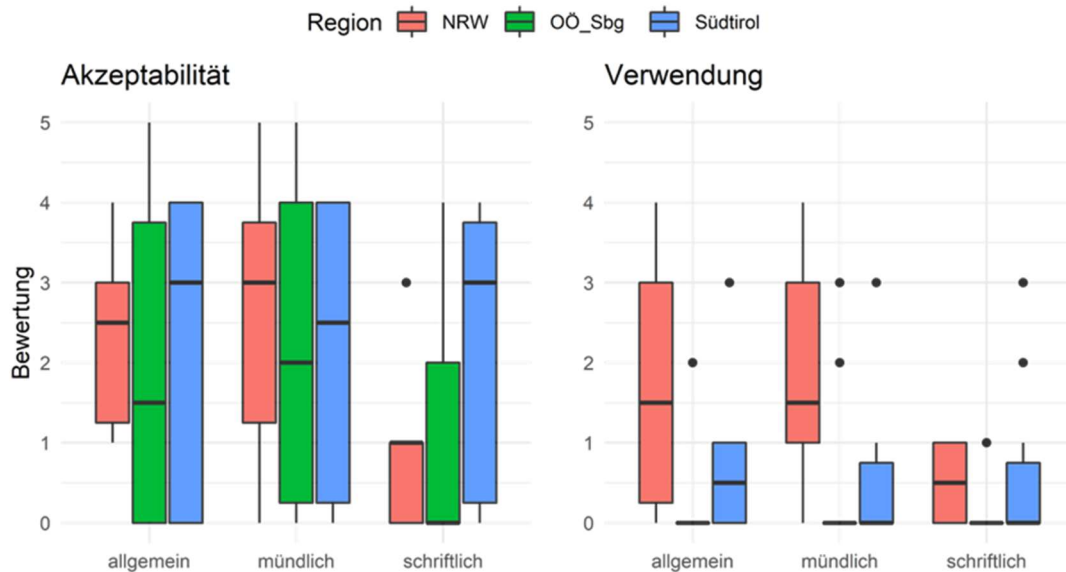 Region NRW OÖ_Sbg Südtirol
Akzeptabilität
Bewertung
5
4
3
2
1
0
allgemein mündlich schriftlich
Verwendung
5
4
3
2
1
0
allgemein mündlich schriftlich